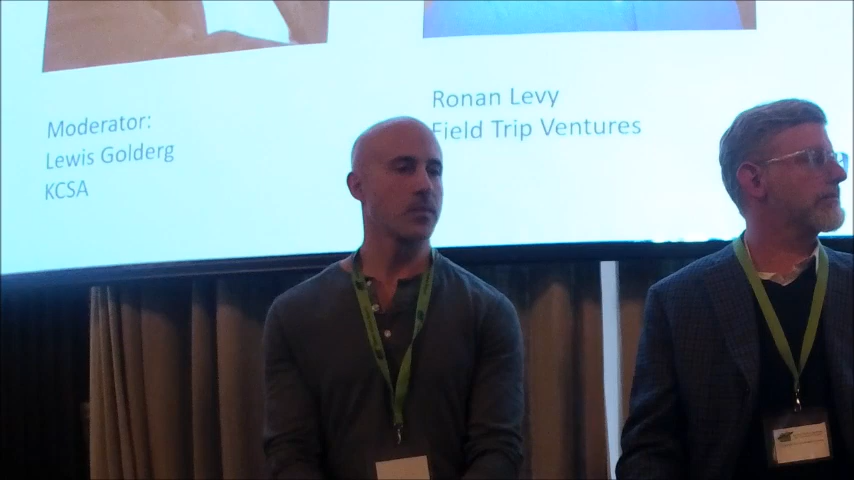 Moderator:
Lewis Golderg
KCSA
Ronan Levy
Field Trip Ventures